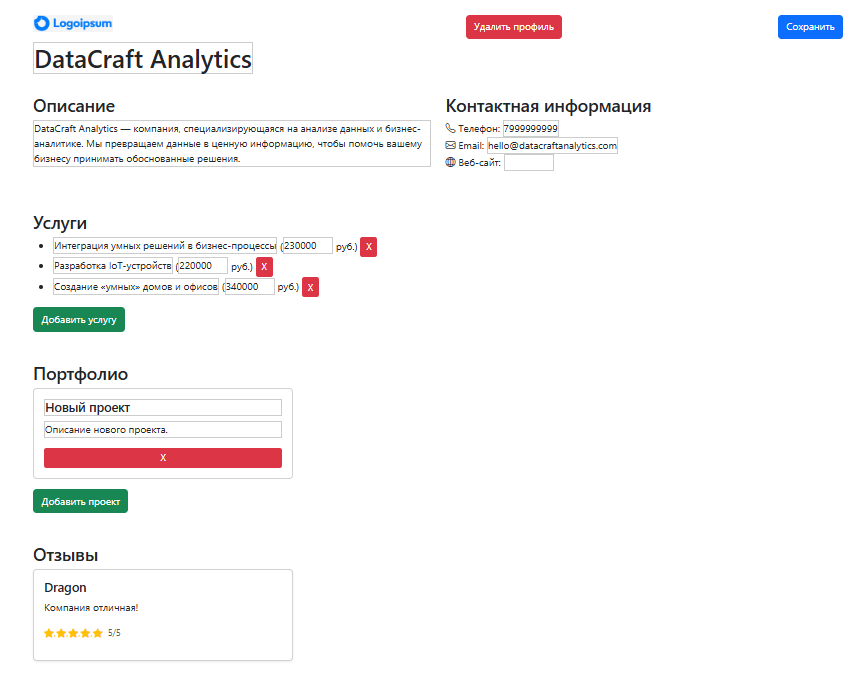 Logoipsum
Удалить профиль
Сохранить
DataCraft Analytics
Описание
DataCraft Analytics — компания, специализирующаяся на анализе данных и бизнес-
аналитике. Мы превращаем данные в ценную информацию, чтобы помочь вашему
бизнесу принимать обоснованные решения.
Контактная информация
Телефон: 7999999999
Email: hello@datacraftanalytics.com
Веб-сайт:
Услуги
• Интеграция умных решений в бизнес-процессы (230000 руб.) X
• Разработка IoT-устройств (220000 руб.) X
• Создание «умных» домов и офисов (340000 руб.) X
Добавить услугу
Портфолио
Новый проект
Описание нового проекта.
X
Добавить проект
Отзывы
Dragon
Компания отличная!
5/5